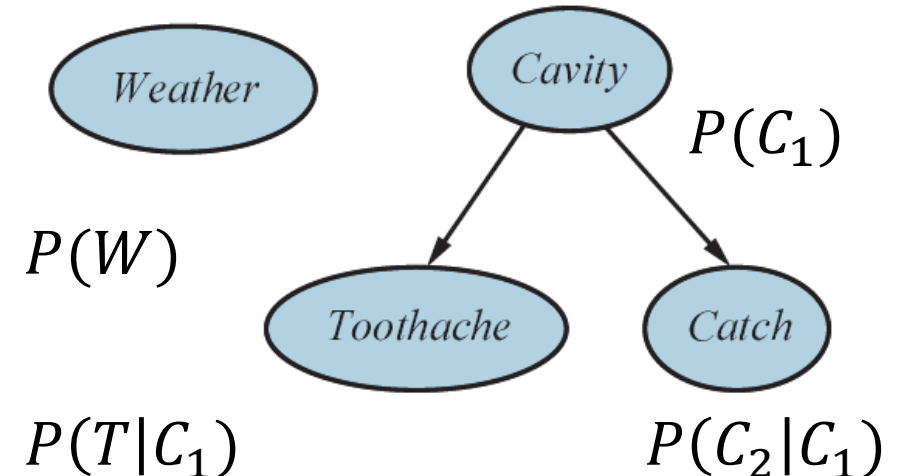 Weather
Cavity
P(C₁)
P(W)
Toothache
Catch
P(T|C₁)
P(C₂|C₁)